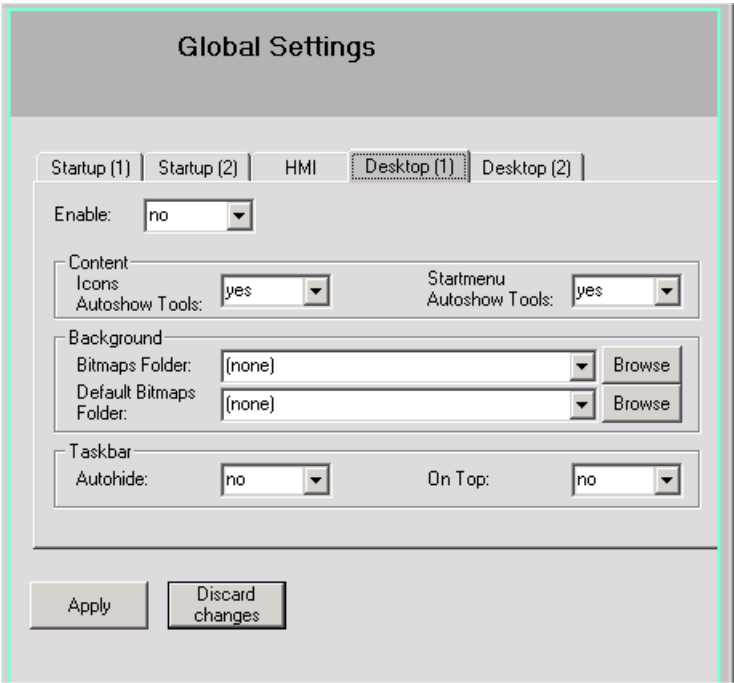 Global Settings
Startup (1) Startup (2) HMI Desktop (1) Desktop (2)
Enable: no
Content
Icons
Autoshow Tools: yes
Startmenu
Autoshow Tools: yes
Background
Bitmaps Folder: (none) Browse
Default Bitmaps
Folder: (none) Browse
Taskbar
Autohide: no On Top: no
Apply
Discard
changes